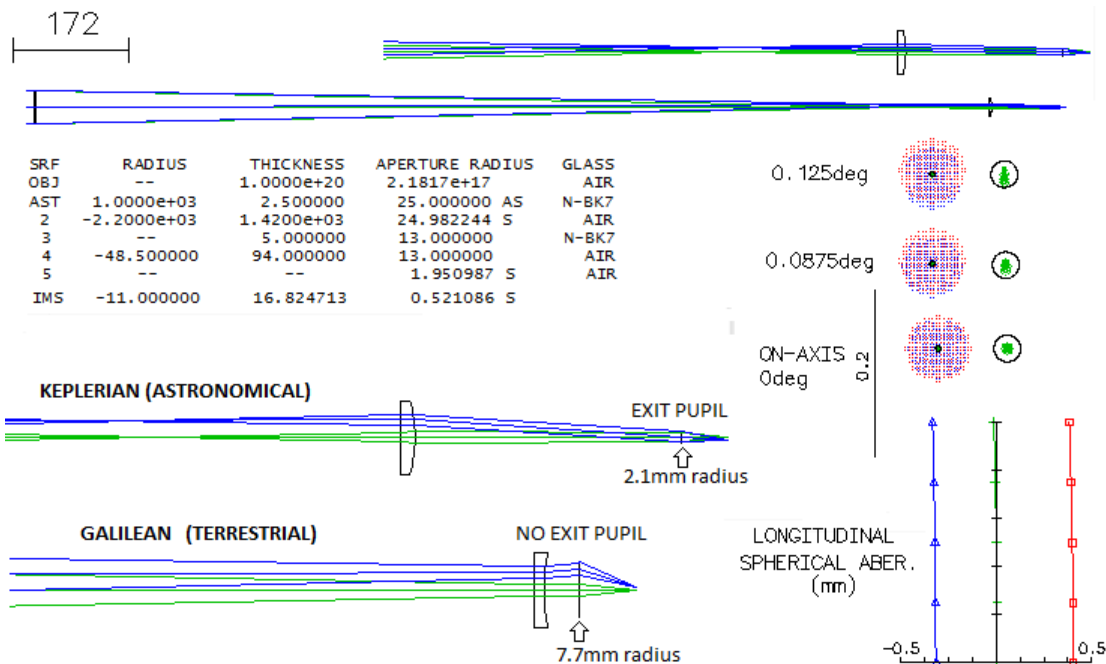 172
SRF RADIUS THICKNESS APERTURE RADIUS GLASS
OBJ -- 1.0000e+20 2.1817e+17 AIR
AST 1.0000e+03 2.500000 25.000000 AS N-BK7
2 -2.2000e+03 1.4200e+03 24.982244 S AIR
3 -- 5.000000 13.000000 N-BK7
4 -48.500000 94.000000 13.000000 AIR
5 -- -- 1.950987 S AIR
IMS -11.000000 16.824713 0.521086 S
0.125deg
0.0875deg
ON-AXIS
0deg
0.2
KEPLERIAN (ASTRONOMICAL)
EXIT PUPIL
2.1mm radius
GALILEAN (TERRESTRIAL)
NO EXIT PUPIL
7.7mm radius
LONGITUDINAL
SPHERICAL ABER.
(mm)
-0.5
0.5